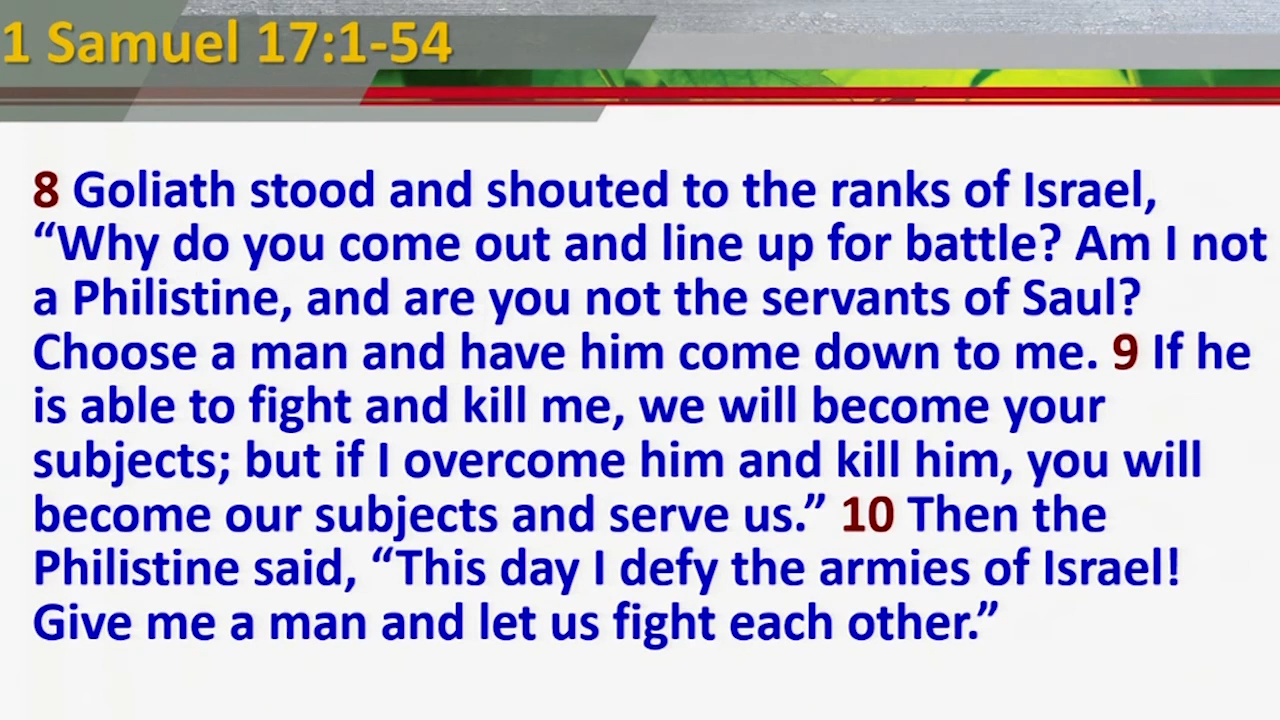 1 Samuel 17:1-54
8 Goliath stood and shouted to the ranks of Israel,
“Why do you come out and line up for battle? Am I not
a Philistine, and are you not the servants of Saul?
Choose a man and have him come down to me. 9 If he
is able to fight and kill me, we will become your
subjects; but if I overcome him and kill him, you will
become our subjects and serve us.” 10 Then the
Philistine said, “This day I defy the armies of Israel!
Give me a man and let us fight each other.”